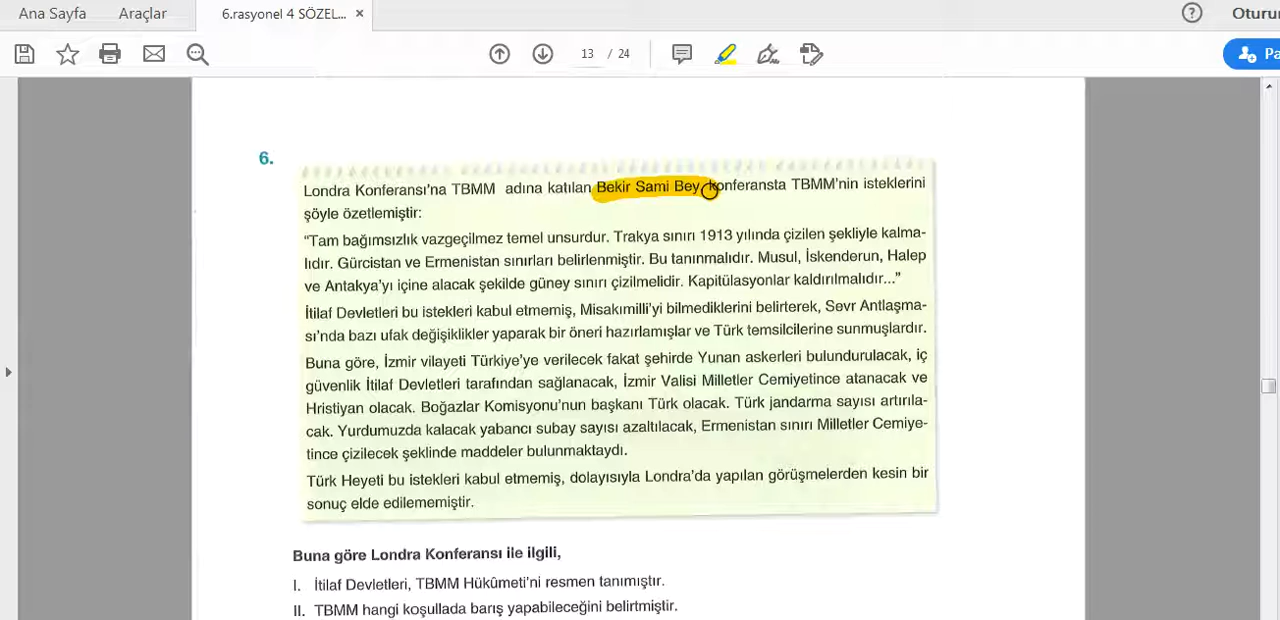 Ana Sayfa Araçlar 6.rasyonel 4 SÖZEL... × ? Oturu
13 / 24 Pa
6.
Londra Konferansı'na TBMM adına katılan Bekir Sami Bey konferansta TBMM'nin isteklerini
şöyle özetlemiştir:
"Tam bağımsızlık vazgeçilmez temel unsurdur. Trakya sınırı 1913 yılında çizilen şekliyle kalma-
lıdır. Gürcistan ve Ermenistan sınırları belirlenmiştir. Bu tanınmalıdır. Musul, İskenderun, Halep
ve Antakya'yı içine alacak şekilde güney sınırı çizilmelidir. Kapitülasyonlar kaldırılmalıdır..."
İtilaf Devletleri bu istekleri kabul etmemiş, Misakımilli'yi bilmediklerini belirterek, Sevr Antlaşma-
sı'nda bazı ufak değişiklikler yaparak bir öneri hazırlamışlar ve Türk temsilcilerine sunmuşlardır.
Buna göre, İzmir vilayeti Türkiye'ye verilecek fakat şehirde Yunan askerleri bulundurulacak, iç
güvenlik İtilaf Devletleri tarafından sağlanacak, İzmir Valisi Milletler Cemiyetince atanacak ve
Hristiyan olacak. Boğazlar Komisyonu'nun başkanı Türk olacak. Türk jandarma sayısı artırıla-
cak. Yurdumuzda kalacak yabancı subay sayısı azaltılacak, Ermenistan sınırı Milletler Cemiye-
tince çizilecek şeklinde maddeler bulunmaktaydı.
Türk Heyeti bu istekleri kabul etmemiş, dolayısıyla Londra'da yapılan görüşmelerden kesin bir
sonuç elde edilememiştir.
Buna göre Londra Konferansı ile ilgili,
I. İtilaf Devletleri, TBMM Hükûmeti'ni resmen tanımıştır.
II. TBMM hangi koşullada barış yapabileceğini belirtmiştir.